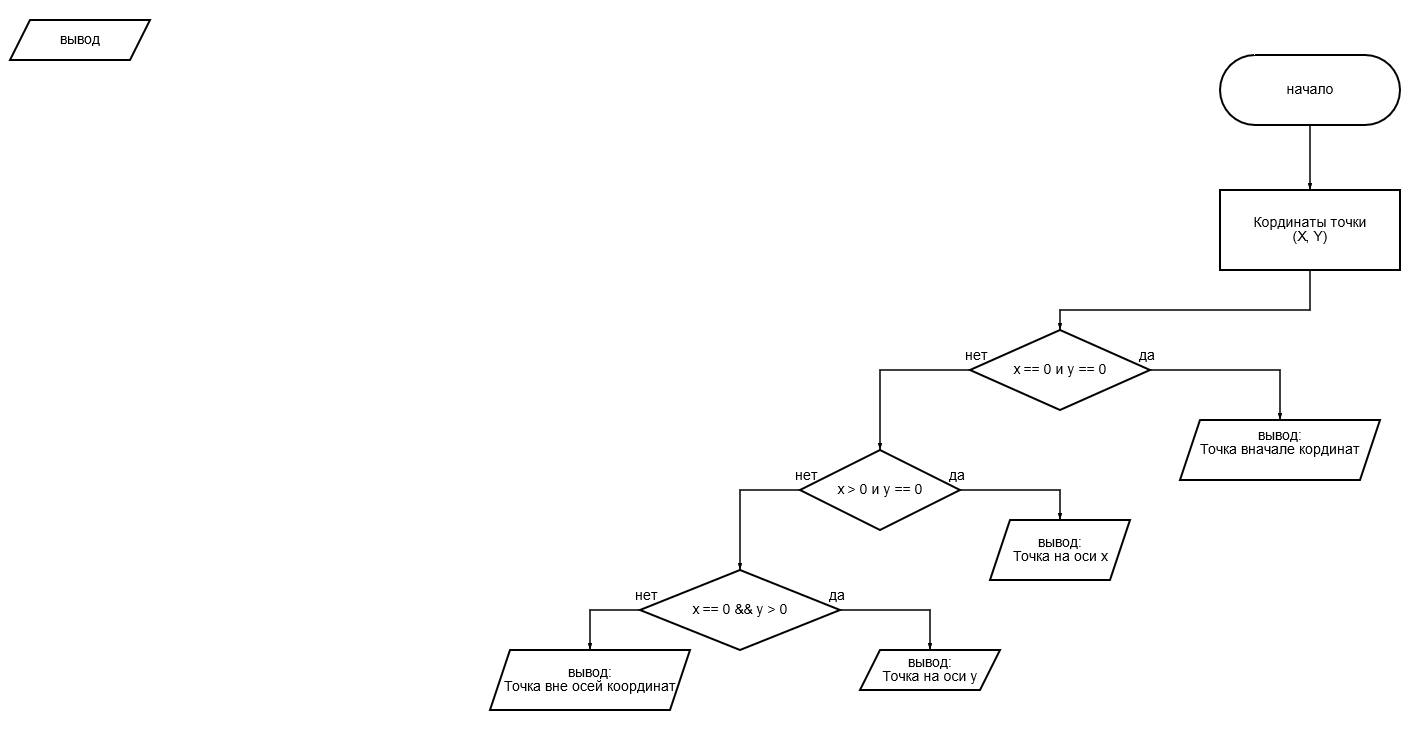 вывод
начало
Кординаты точки
(X, Y)
нет
x == 0 и y == 0
да
вывод:
Точка вначале кординат
нет
x > 0 и y == 0
да
вывод:
Точка на оси x
нет
x == 0 && y > 0
да
вывод:
Точка вне осей координат
вывод:
Точка на оси y